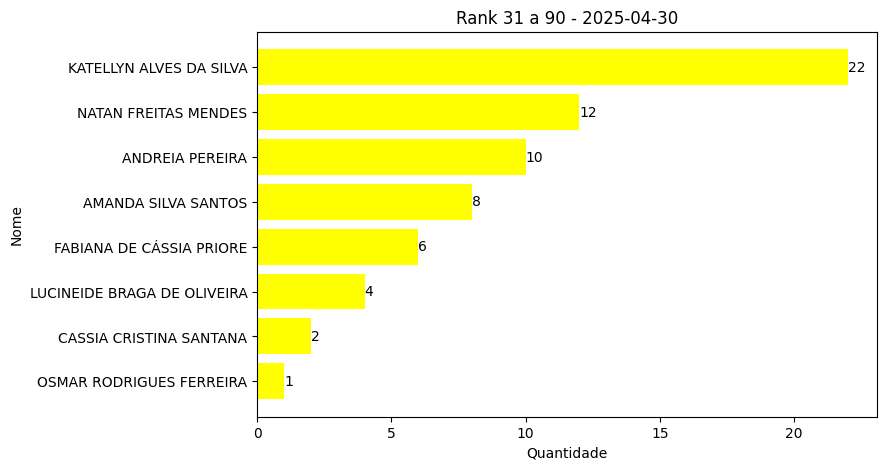 Rank 31 a 90 - 2025-04-30
Nome
KATELLYN ALVES DA SILVA 22
NATAN FREITAS MENDES 12
ANDREIA PEREIRA 10
AMANDA SILVA SANTOS 8
FABIANA DE CÁSSIA PRIORE 6
LUCINEIDE BRAGA DE OLIVEIRA 4
CASSIA CRISTINA SANTANA 2
OSMAR RODRIGUES FERREIRA 1
0 5 10 15 20
Quantidade